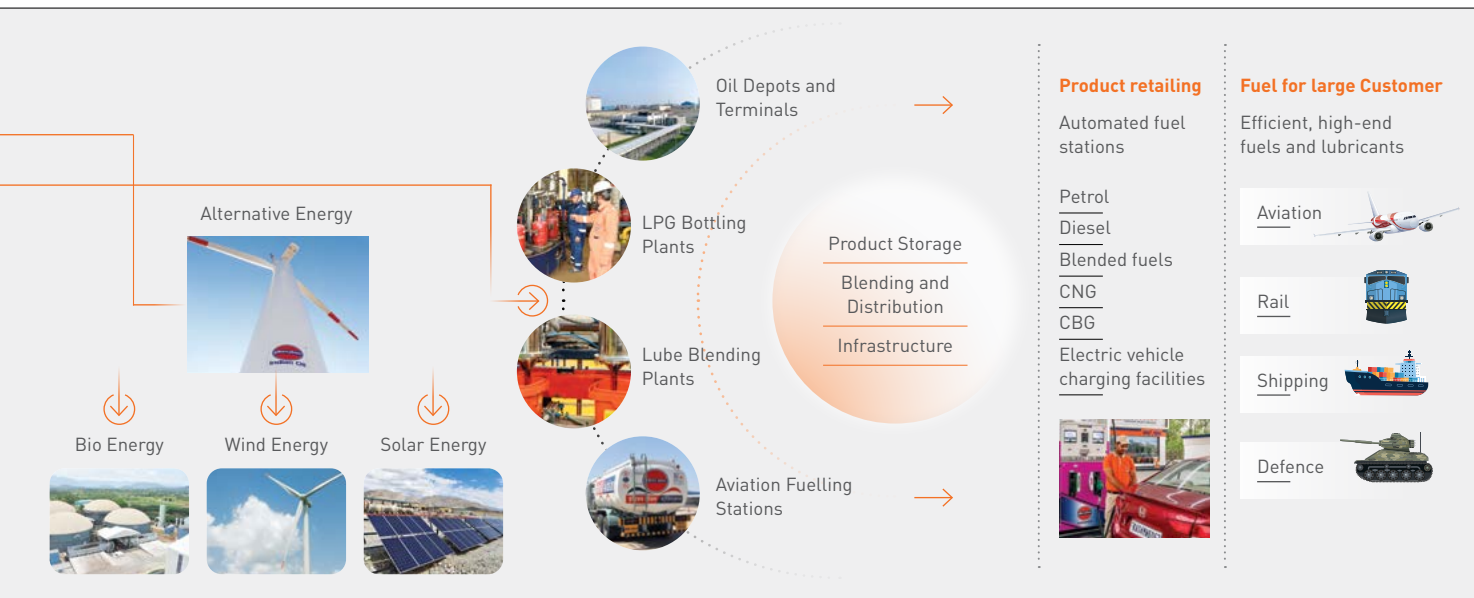 Alternative Energy
Bio Energy
Wind Energy
Solar Energy
Oil Depots and
Terminals
LPG Bottling
Plants
Lube Blending
Plants
Aviation Fuelling
Stations
Product Storage
Blending and
Distribution
Infrastructure
Product retailing
Automated fuel
stations
Petrol
Diesel
Blended fuels
CNG
CBG
Electric vehicle
charging facilities
Fuel for large Customer
Efficient, high-end
fuels and lubricants
Aviation
Rail
Shipping
Defence